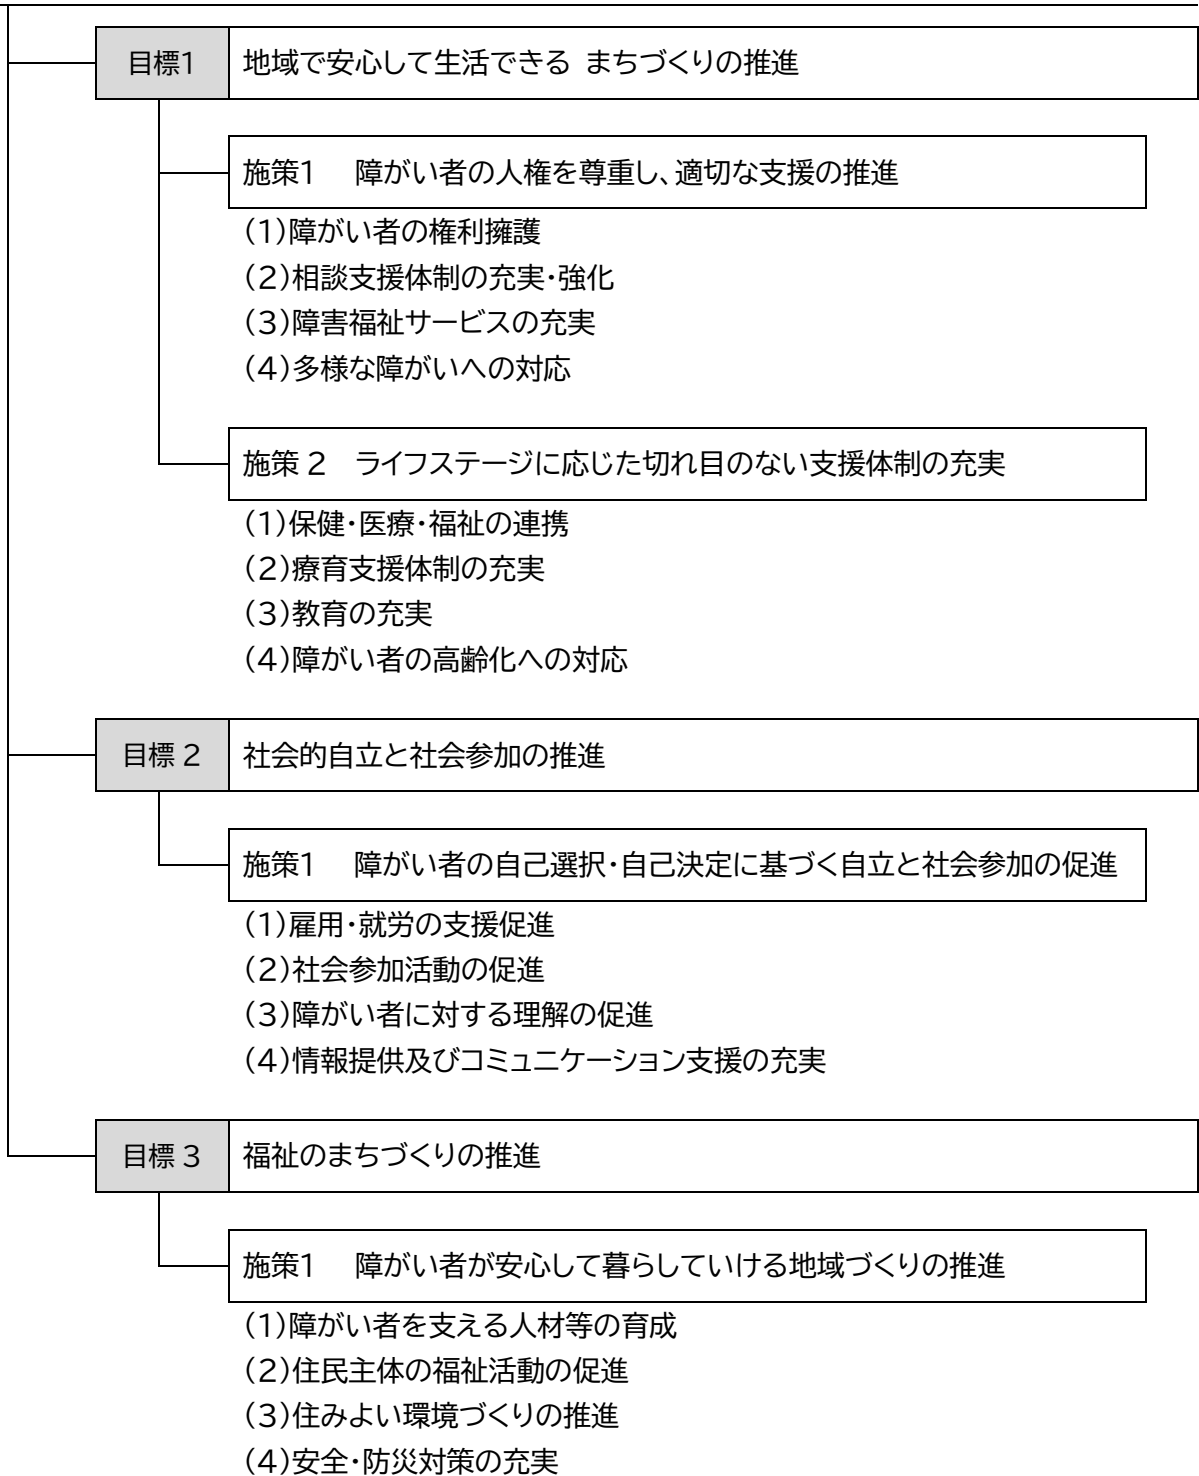 目標1 地域で安心して生活できる まちづくりの推進
施策1 障がい者の人権を尊重し、適切な支援の推進
(1)障がい者の権利擁護
(2)相談支援体制の充実・強化
(3)障害福祉サービスの充実
(4)多様な障がいへの対応
施策2 ライフステージに応じた切れ目のない支援体制の充実
(1)保健・医療・福祉の連携
(2)療育支援体制の充実
(3)教育の充実
(4)障がい者の高齢化への対応
目標2 社会的自立と社会参加の推進
施策1 障がい者の自己選択・自己決定に基づく自立と社会参加の促進
(1)雇用・就労の支援促進
(2)社会参加活動の促進
(3)障がい者に対する理解の促進
(4)情報提供及びコミュニケーション支援の充実
目標3 福祉のまちづくりの推進
施策1 障がい者が安心して暮らしていける地域づくりの推進
(1)障がい者を支える人材等の育成
(2)住民主体の福祉活動の促進
(3)住みよい環境づくりの推進
(4)安全・防災対策の充実